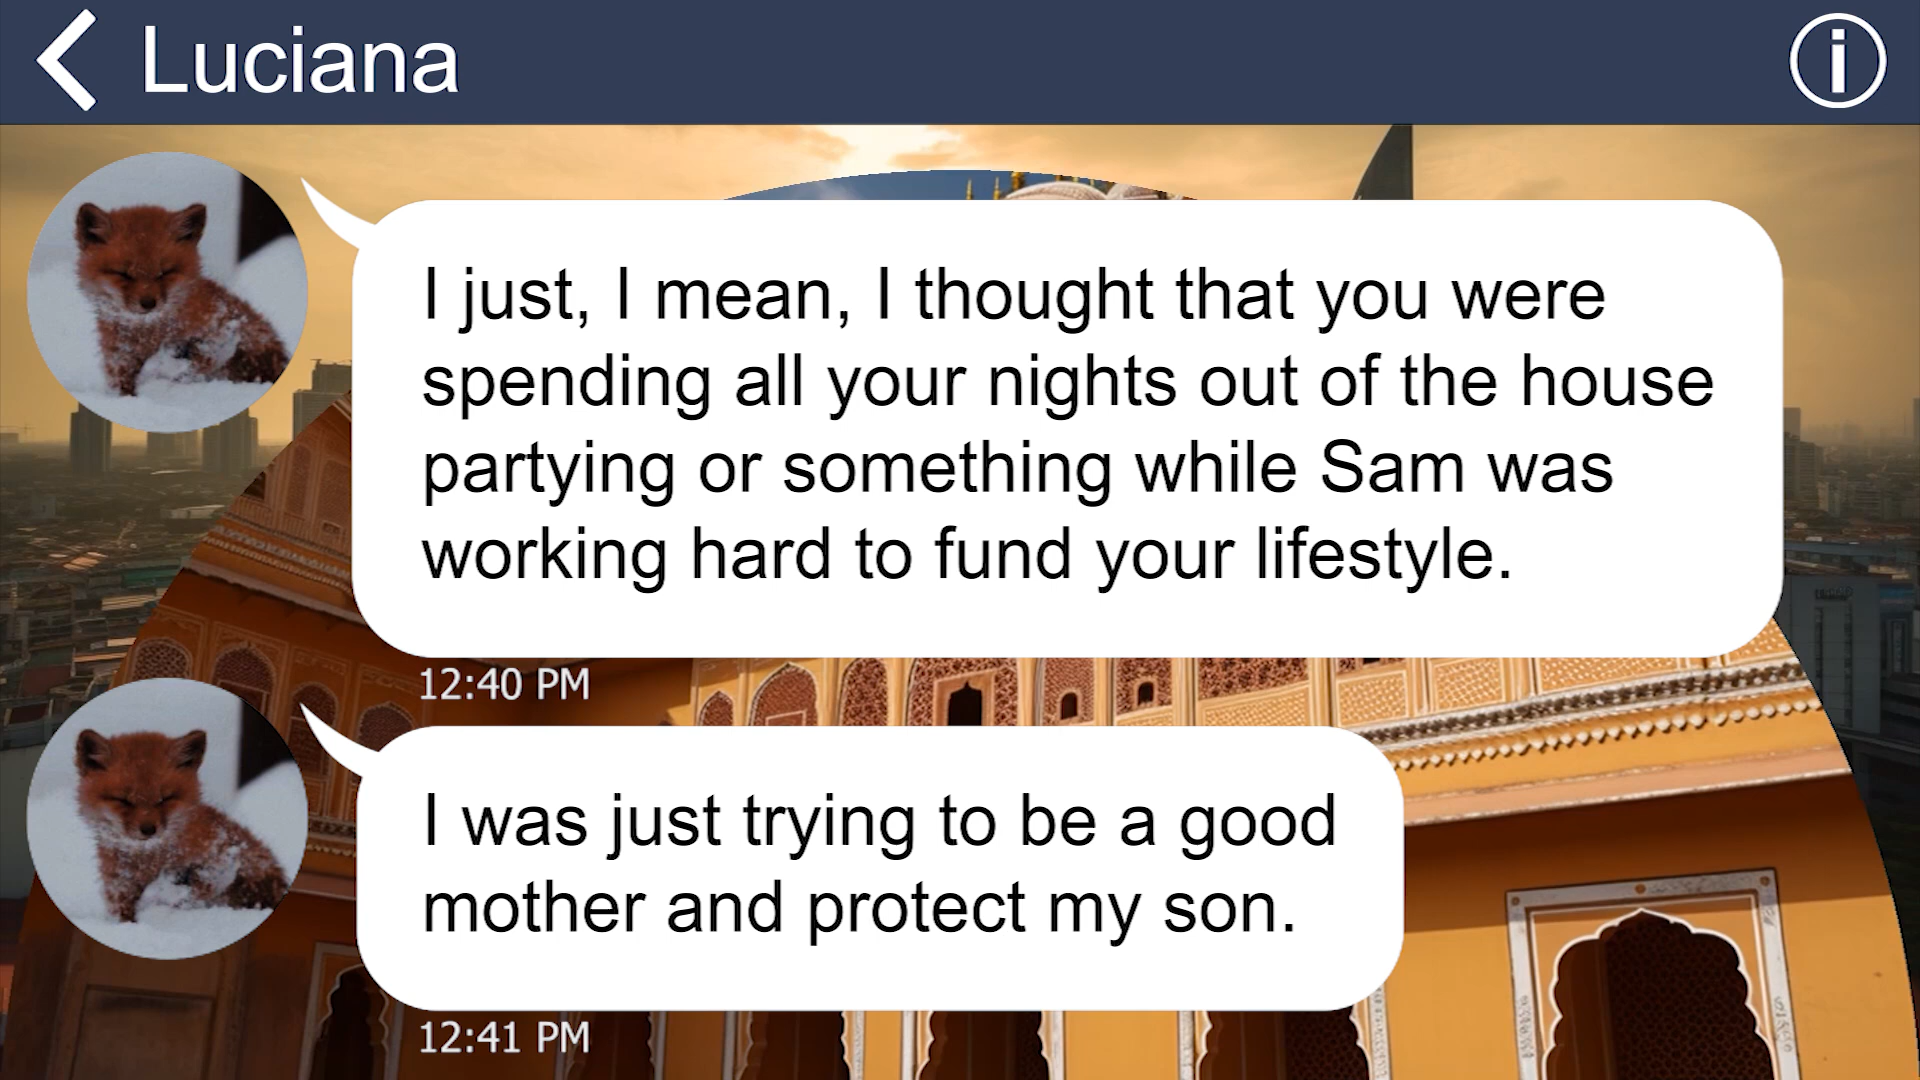 Luciana
I just, I mean, I thought that you were
spending all your nights out of the house
partying or something while Sam was
working hard to fund your lifestyle.
12:40 PM
I was just trying to be a good
mother and protect my son.
12:41 PM